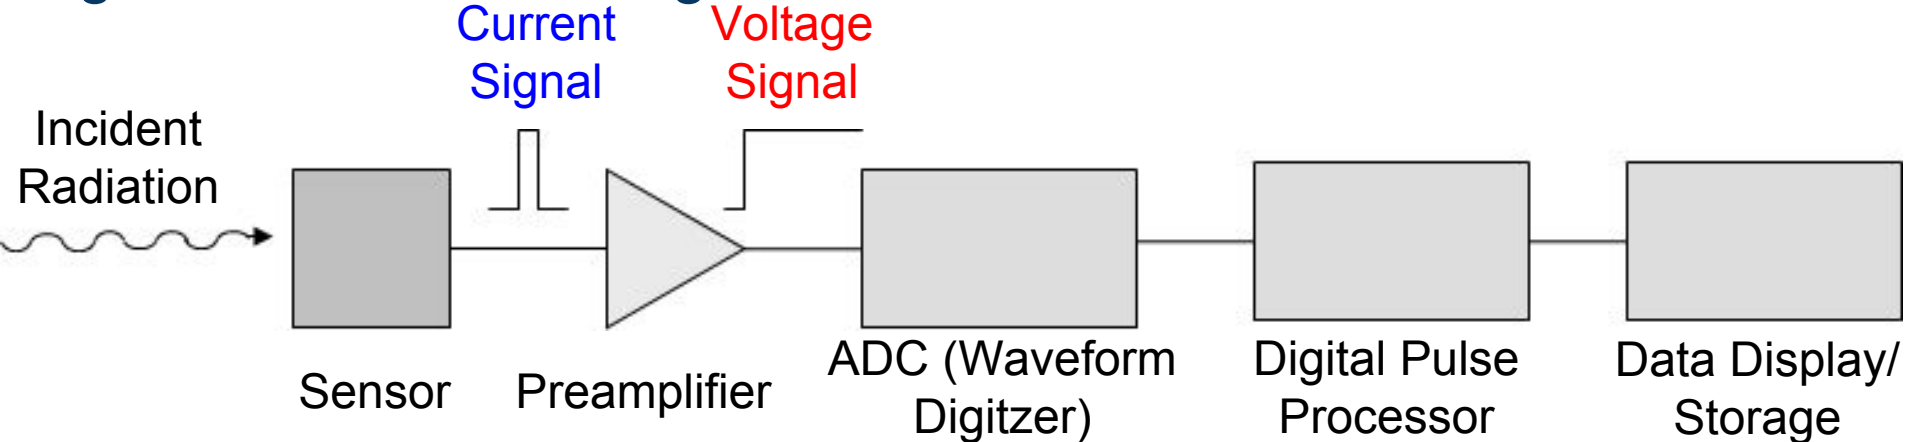 Current
Signal
Voltage
Signal
Incident
Radiation
Sensor
Preamplifier
ADC (Waveform
Digitzer)
Digital Pulse
Processor
Data Display/
Storage